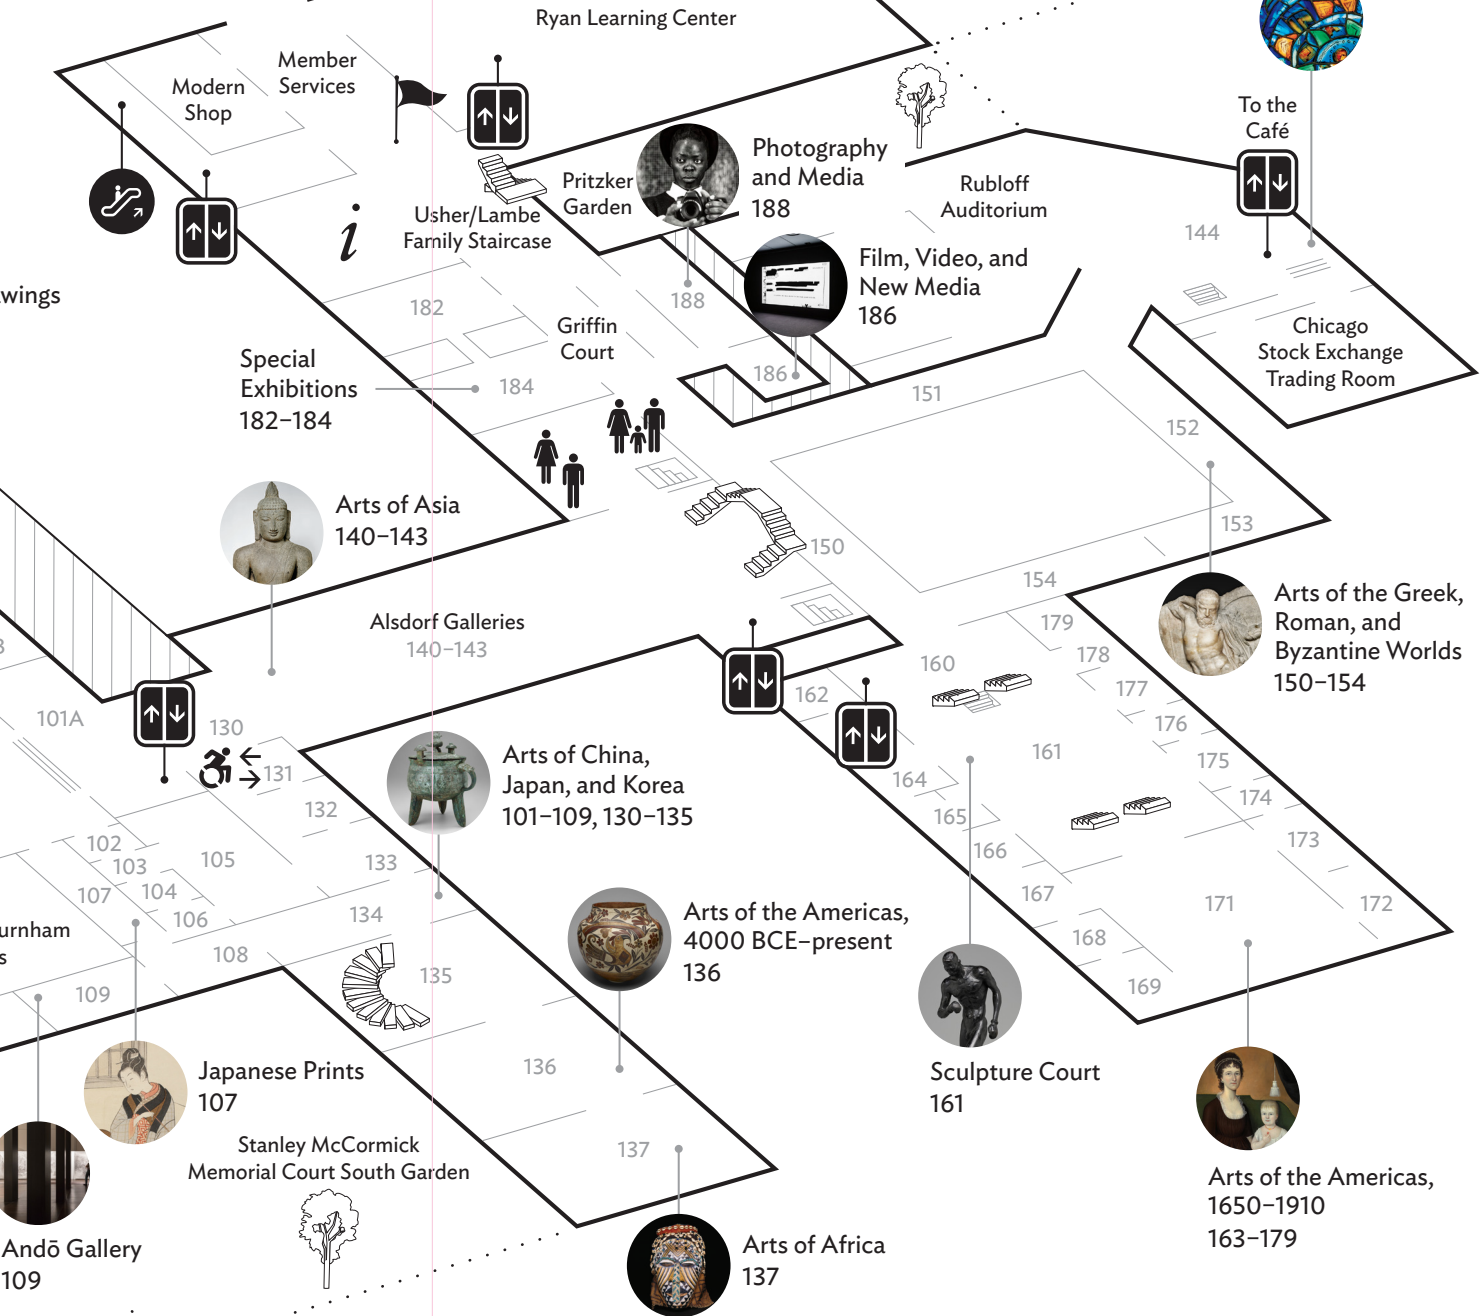 Ryan Learning Center
Member
Services
Modern
Shop
To the
Café
Photography
and Media
188
Pritzker
Garden
Rubloff
Auditorium
Usher/Lambe
Family Staircase
i
144
Film, Video, and
New Media
186
wings
182
188
Griffin
Court
Chicago
Stock Exchange
Trading Room
Special
Exhibitions
182–184
184
186
151
152
Arts of Asia
140–143
153
150
154
Arts of the Greek,
Roman, and
Byzantine Worlds
150–154
Alsdorf Galleries
140–143
179
178
160
177
162
176
101A
130
161
175
131
Arts of China,
Japan, and Korea
101–109, 130–135
164
174
132
165
173
102
103
105
133
166
107
104
167
171
172
106
134
Arts of the Americas,
4000 BCE–present
136
urnham
s
168
108
135
109
169
136
Japanese Prints
107
Sculpture Court
161
137
Stanley McCormick
Memorial Court South Garden
Arts of the Americas,
1650–1910
163–179
Andō Gallery
109
Arts of Africa
137